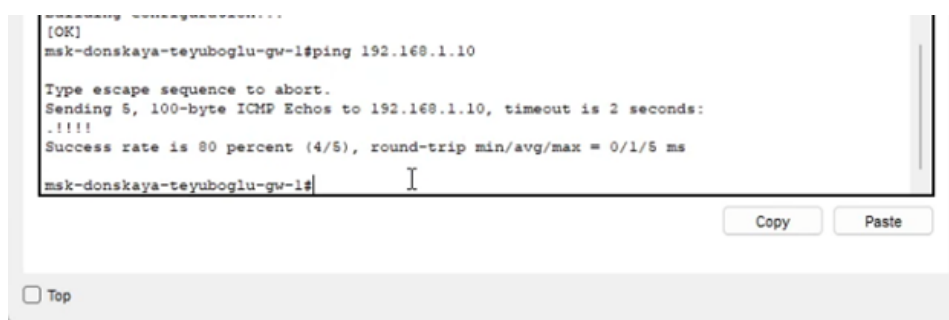 Building configuration...
[OK]
msk-donskaya-teyuboglu-gw-1#ping 192.168.1.10
Type escape sequence to abort.
Sending 5, 100-byte ICMP Echos to 192.168.1.10, timeout is 2 seconds:
.!!!!
Success rate is 80 percent (4/5), round-trip min/avg/max = 0/1/5 ms
msk-donskaya-teyuboglu-gw-1#
Copy Paste
Top